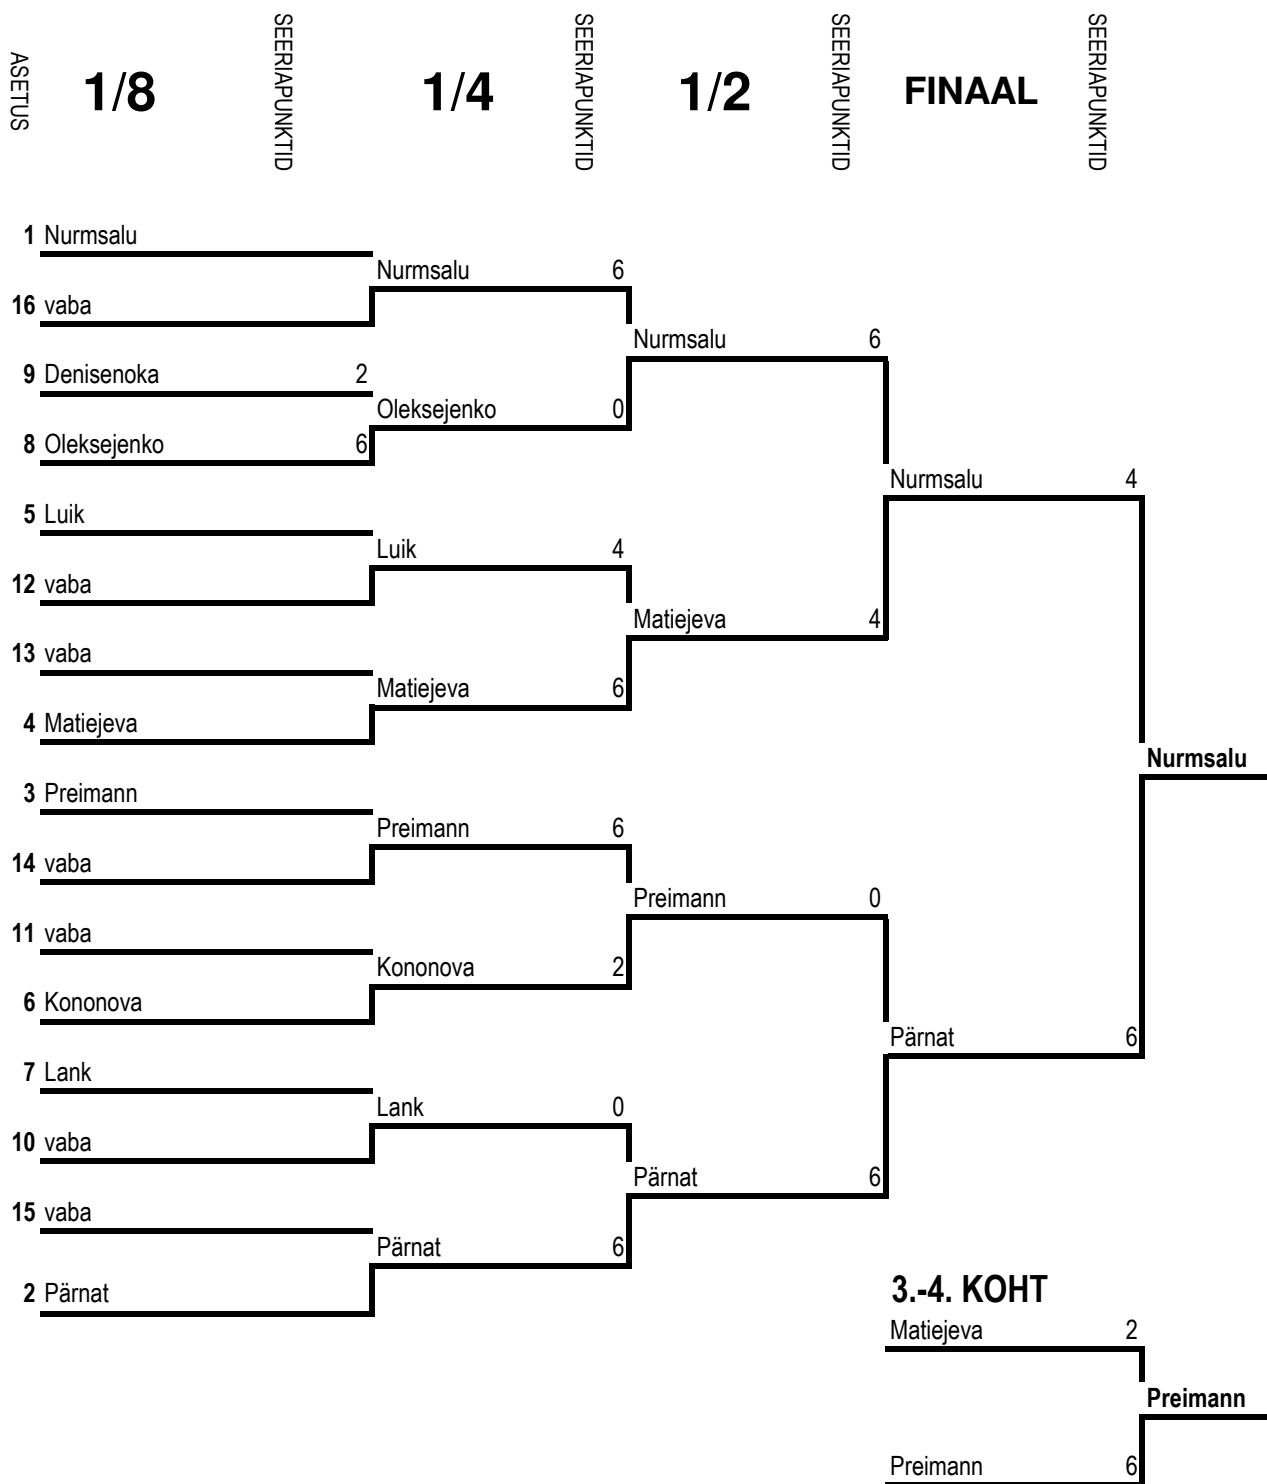 ASETUS 1/8 SEERIAPUNKTID 1/4 SEERIAPUNKTID 1/2 SEERIAPUNKTID FINAAL SEERIAPUNKTID
1 Nurmsalu
Nurmsalu 6
16 vaba
Nurmsalu 6
9 Denisenoka 2
Oleksejenko 0
8 Oleksejenko 6
Nurmsalu 4
5 Luik
Luik 4
12 vaba
Matiejeva 4
13 vaba
Matiejeva 6
4 Matiejeva
Nurmsalu
3 Preimann
Preimann 6
14 vaba
Preimann 0
11 vaba
Kononova 2
6 Kononova
Pärnat 6
7 Lank
Lank 0
10 vaba
Pärnat 6
15 vaba
Pärnat 6
2 Pärnat
3.-4. KOHT
Matiejeva 2
Preimann
Preimann 6